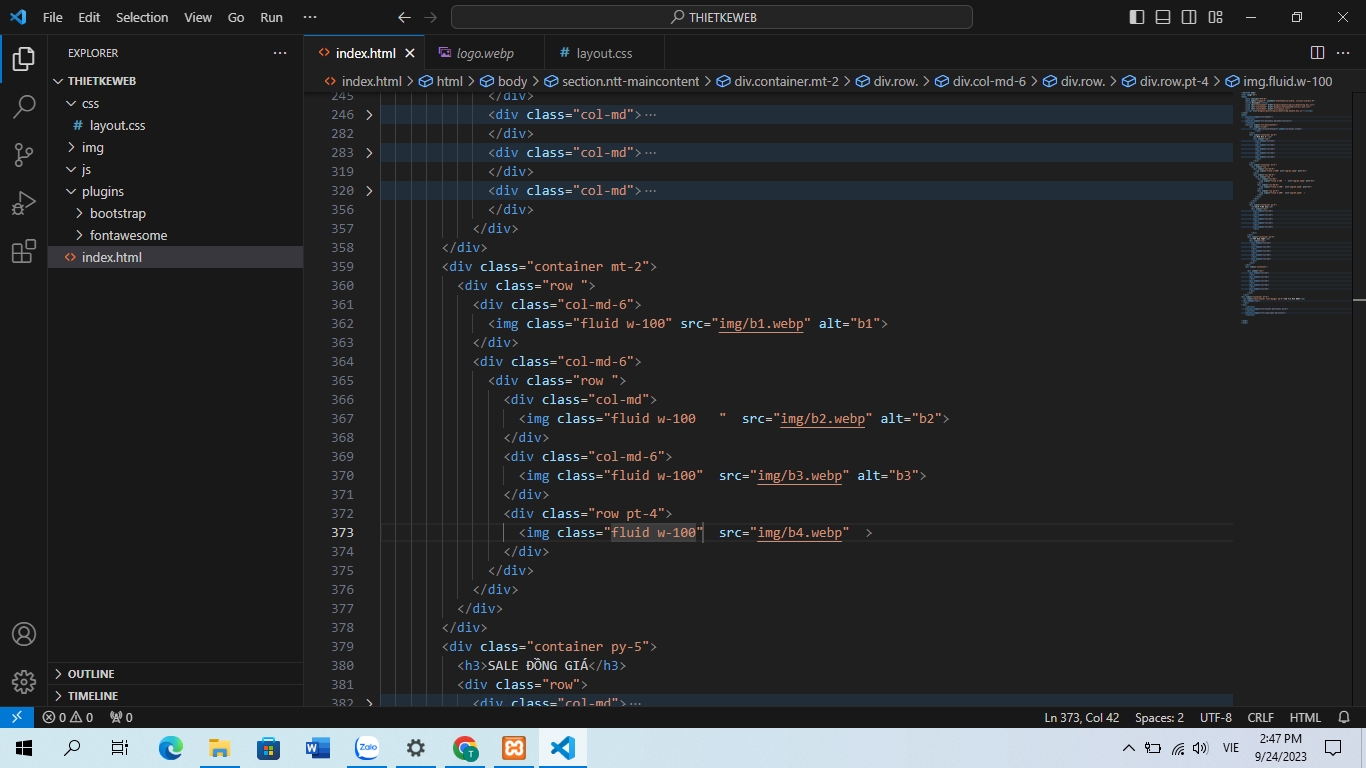 File Edit Selection View Go Run ··· THIETKEWEB
EXPLORER ···
THIETKEWEB
css
# layout.css
img
js
plugins
bootstrap
fontawesome
<> index.html
OUTLINE
TIMELINE
<> index.html logo.webp # layout.css
<> index.html > html > body > section.ntt-maincontent > div.container.mt-2 > div.row. > div.col-md-6 > div.row. > div.row.pt-4 > img.fluid.w-100
245 </div>
246 <div class="col-md">···
282 </div>
283 <div class="col-md">···
319 </div>
320 <div class="col-md">···
356 </div>
357 </div>
358 </div>
359 <div class="container mt-2">
360 <div class="row ">
361 <div class="col-md-6">
362 <img class="fluid w-100" src="img/b1.webp" alt="b1">
363 </div>
364 <div class="col-md-6">
365 <div class="row ">
366 <div class="col-md">
367 <img class="fluid w-100   "  src="img/b2.webp" alt="b2">
368 </div>
369 <div class="col-md-6">
370 <img class="fluid w-100"  src="img/b3.webp" alt="b3">
371 </div>
372 <div class="row pt-4">
373 <img class="fluid w-100"  src="img/b4.webp"  >
374 </div>
375 </div>
376 </div>
377 </div>
378 </div>
379 <div class="container py-5">
380 <h3>SALE ĐỒNG GIÁ</h3>
381 <div class="row">
382 <div class="col-md">···
0 0 0 Ln 373, Col 42 Spaces: 2 UTF-8 CRLF HTML
Zalo VIE 2:47 PM
9/24/2023